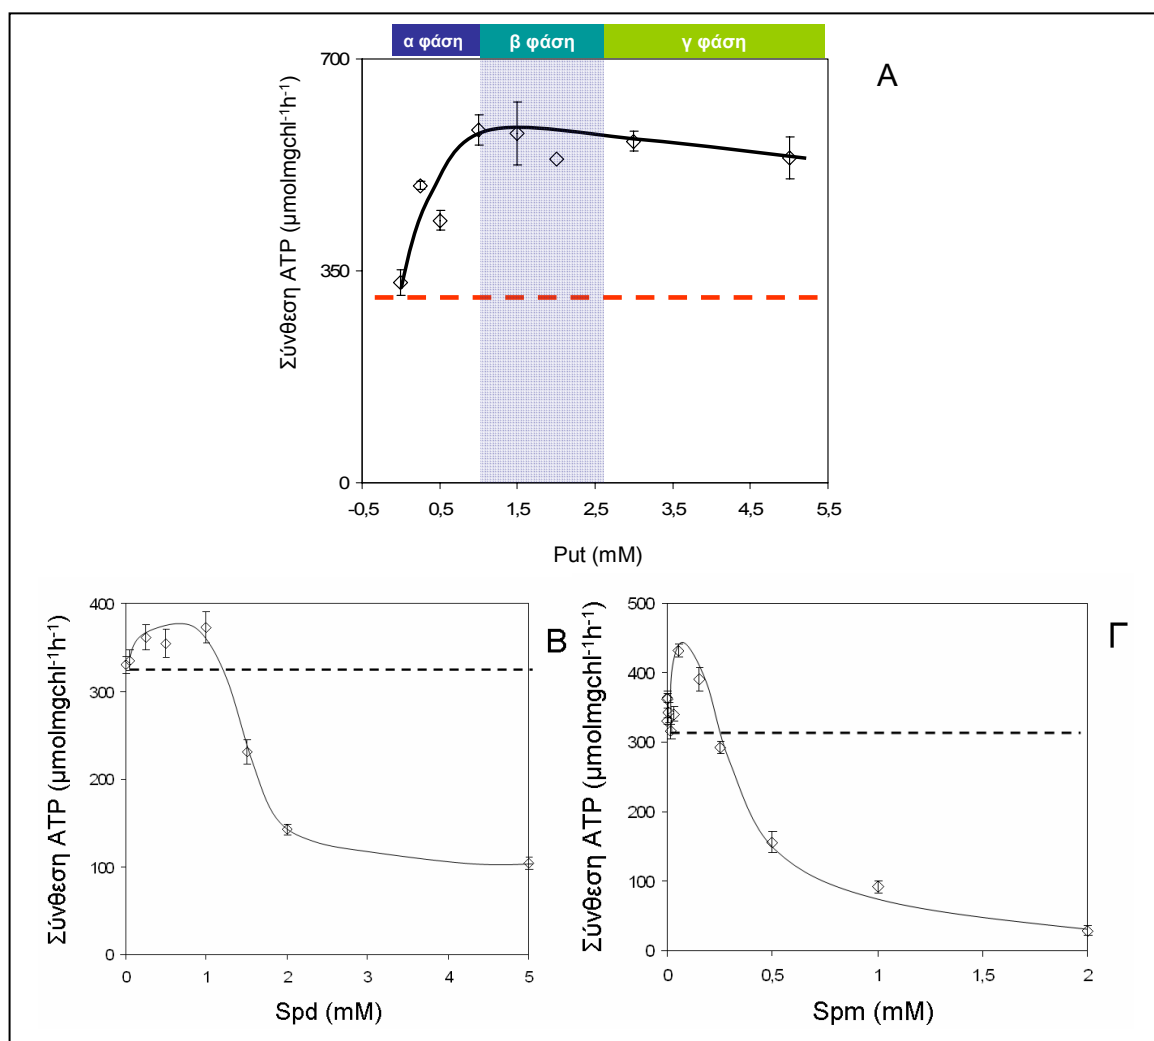 α φάση β φάση γ φάση
A
Σύνθεση ATP (μmolmgchl-1h-1)
700
350
0
-0,5 0,5 1,5 2,5 3,5 4,5 5,5
Put (mM)
B
Σύνθεση ATP (μmolmgchl-1h-1)
400
300
200
100
0
0 1 2 3 4 5
Spd (mM)
Γ
Σύνθεση ATP (μmolmgchl-1h-1)
500
400
300
200
100
0
0 0,5 1 1,5 2
Spm (mM)